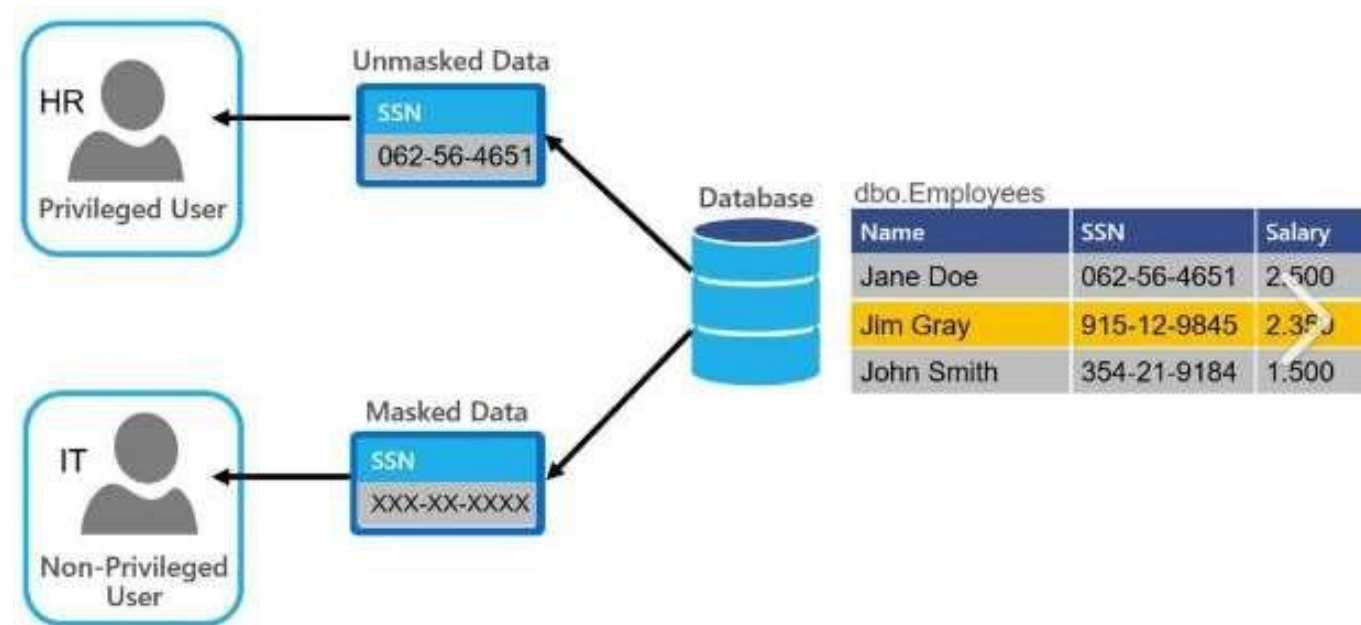 HR
Privileged User
Unmasked Data
SSN
062-56-4651
IT
Non-Privileged
User
Masked Data
SSN
XXX-XX-XXXX
Database
dbo.Employees
Name SSN Salary
Jane Doe 062-56-4651 2.500
Jim Gray 915-12-9845 2.350
John Smith 354-21-9184 1.500